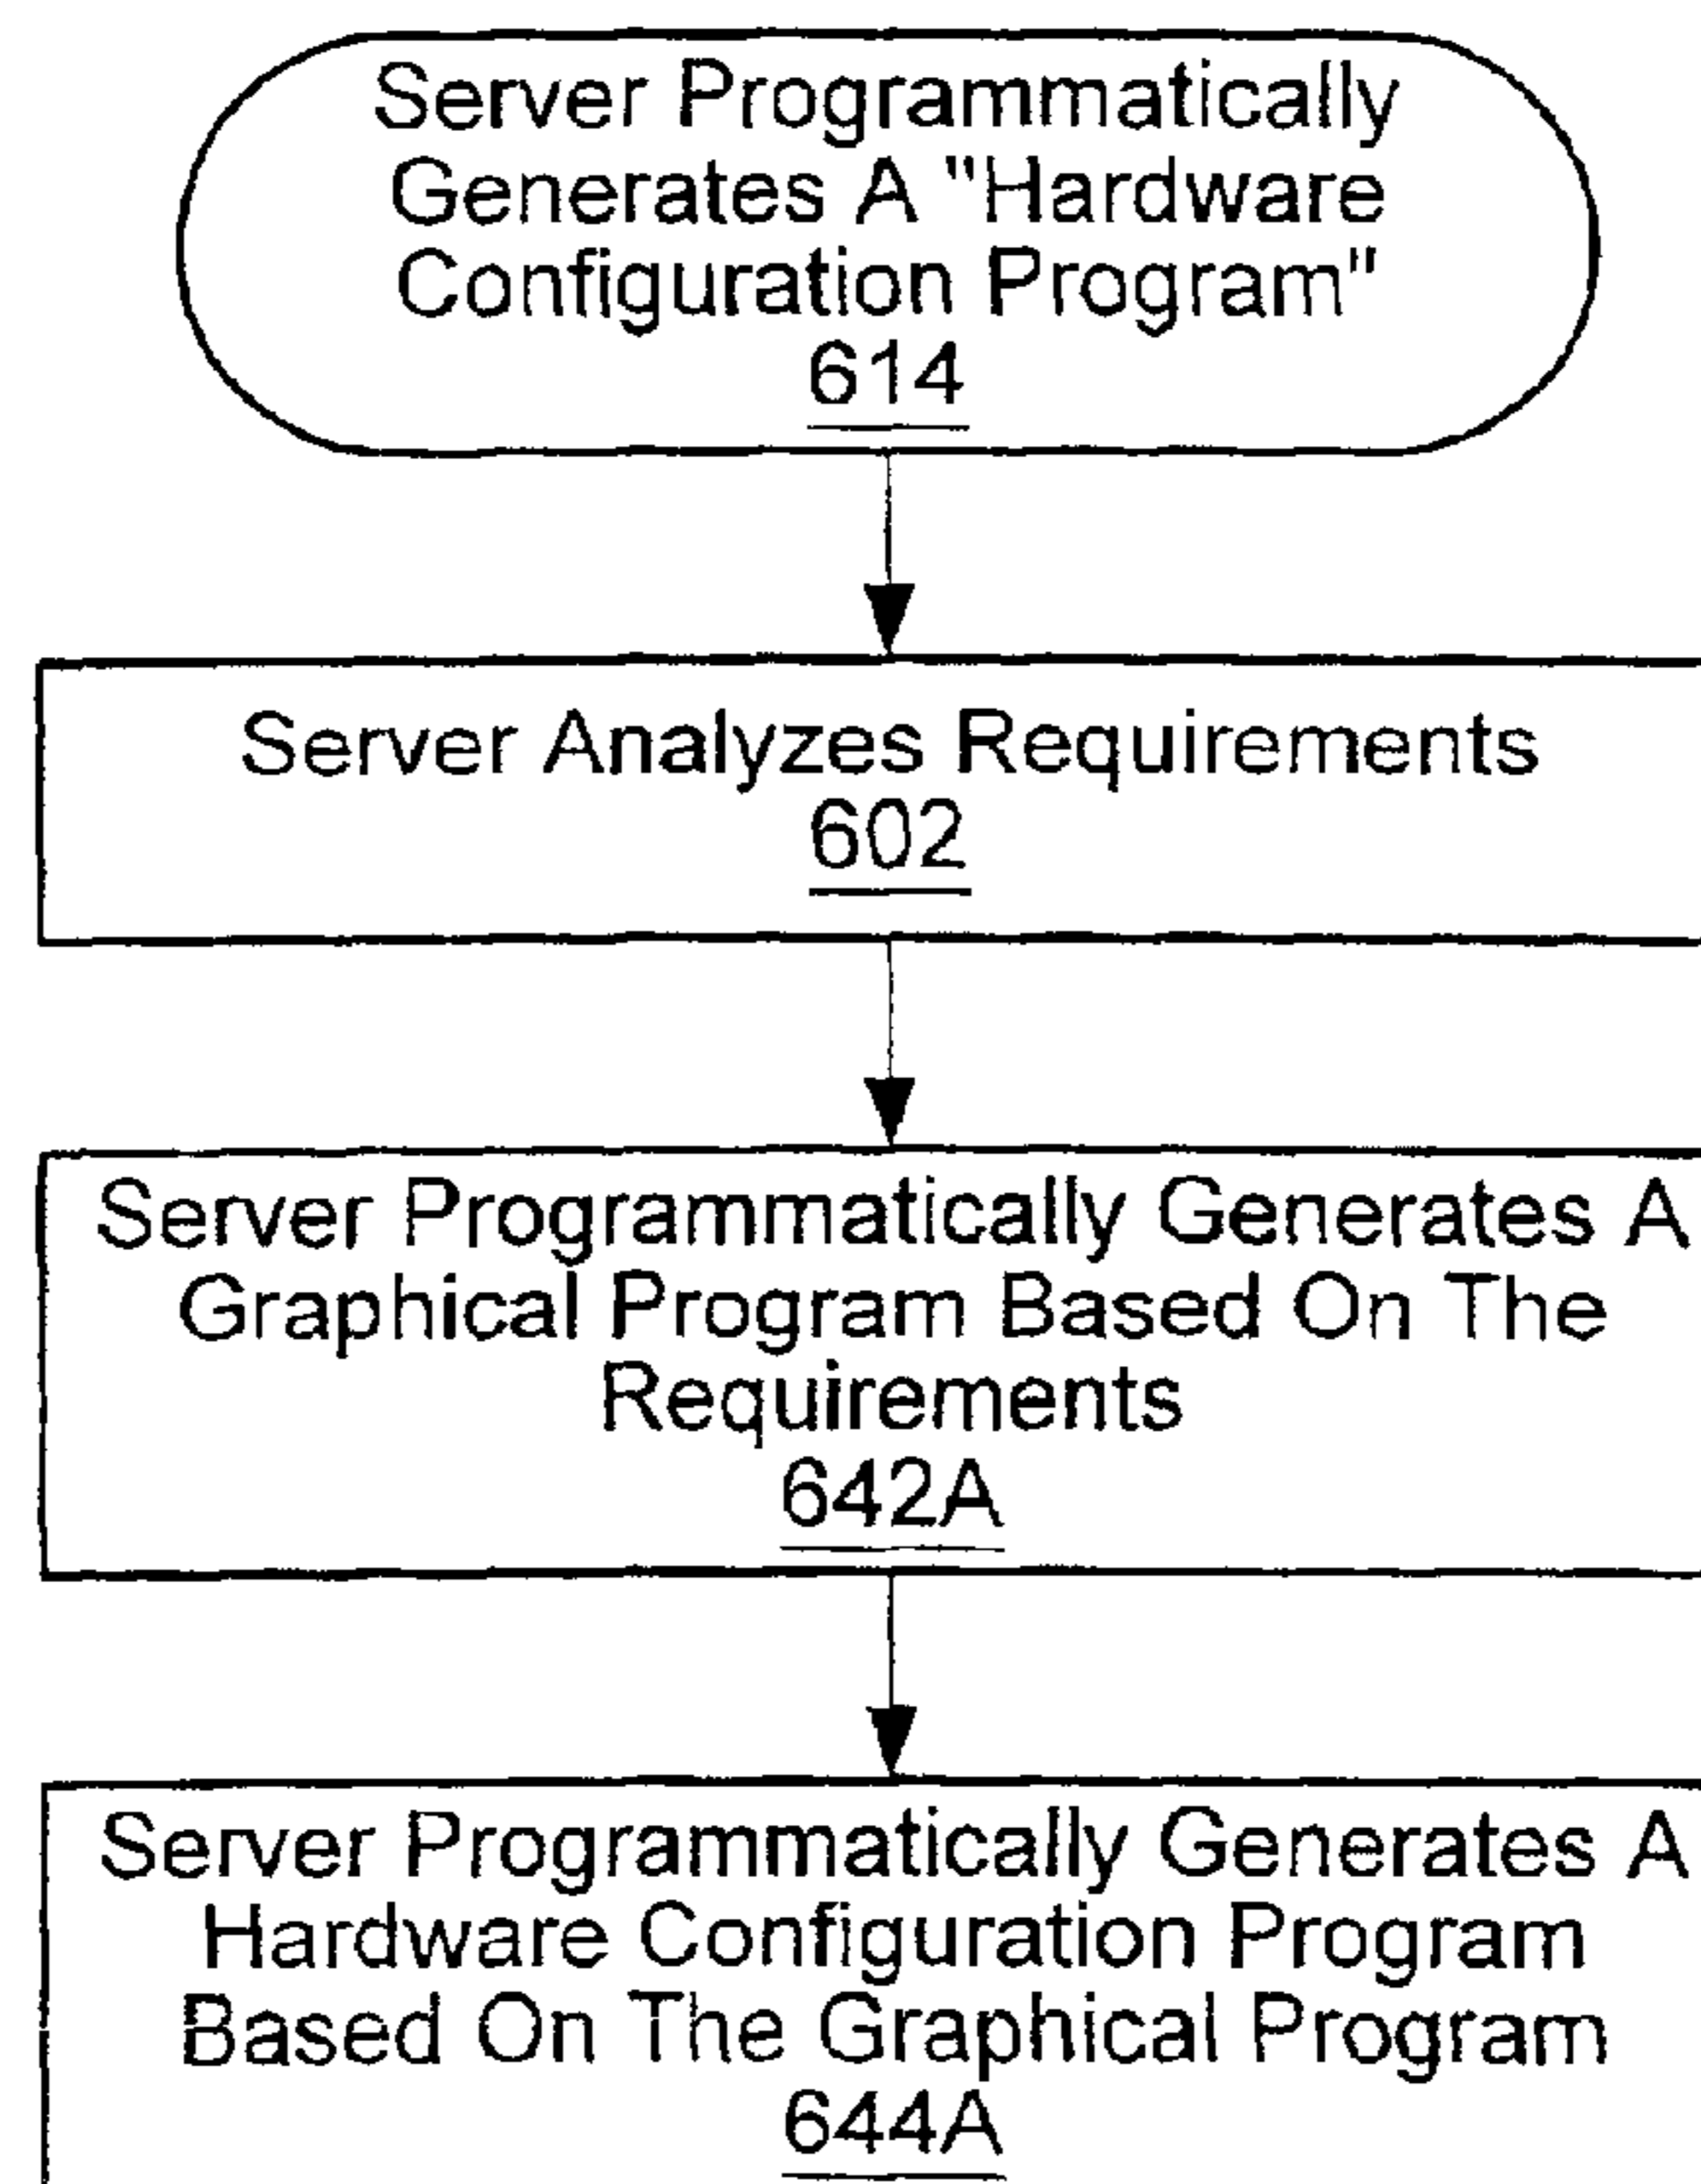 Server Programmatically
Generates A "Hardware
Configuration Program"
614
Server Analyzes Requirements
602
Server Programmatically Generates A
Graphical Program Based On The
Requirements
642A
Server Programmatically Generates A
Hardware Configuration Program
Based On The Graphical Program
644A